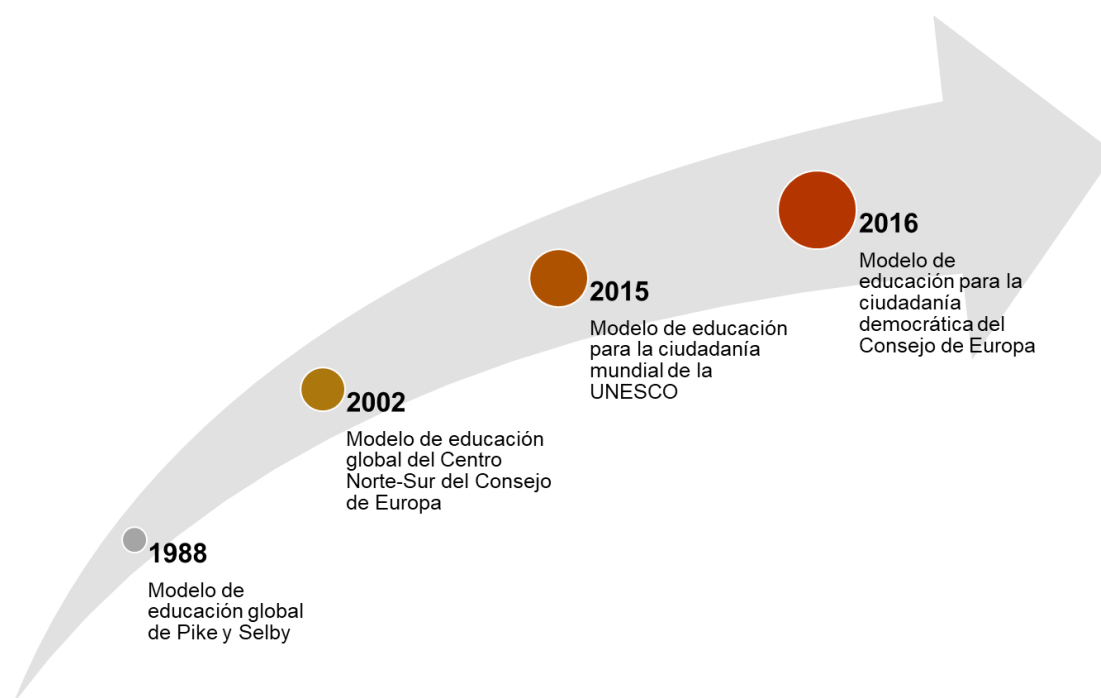 1988
Modelo de
educación global
de Pike y Selby
2002
Modelo de educación
global del Centro
Norte-Sur del Consejo
de Europa
2015
Modelo de educación
para la ciudadanía
mundial de la
UNESCO
2016
Modelo de
educación para la
ciudadanía
democrática del
Consejo de Europa